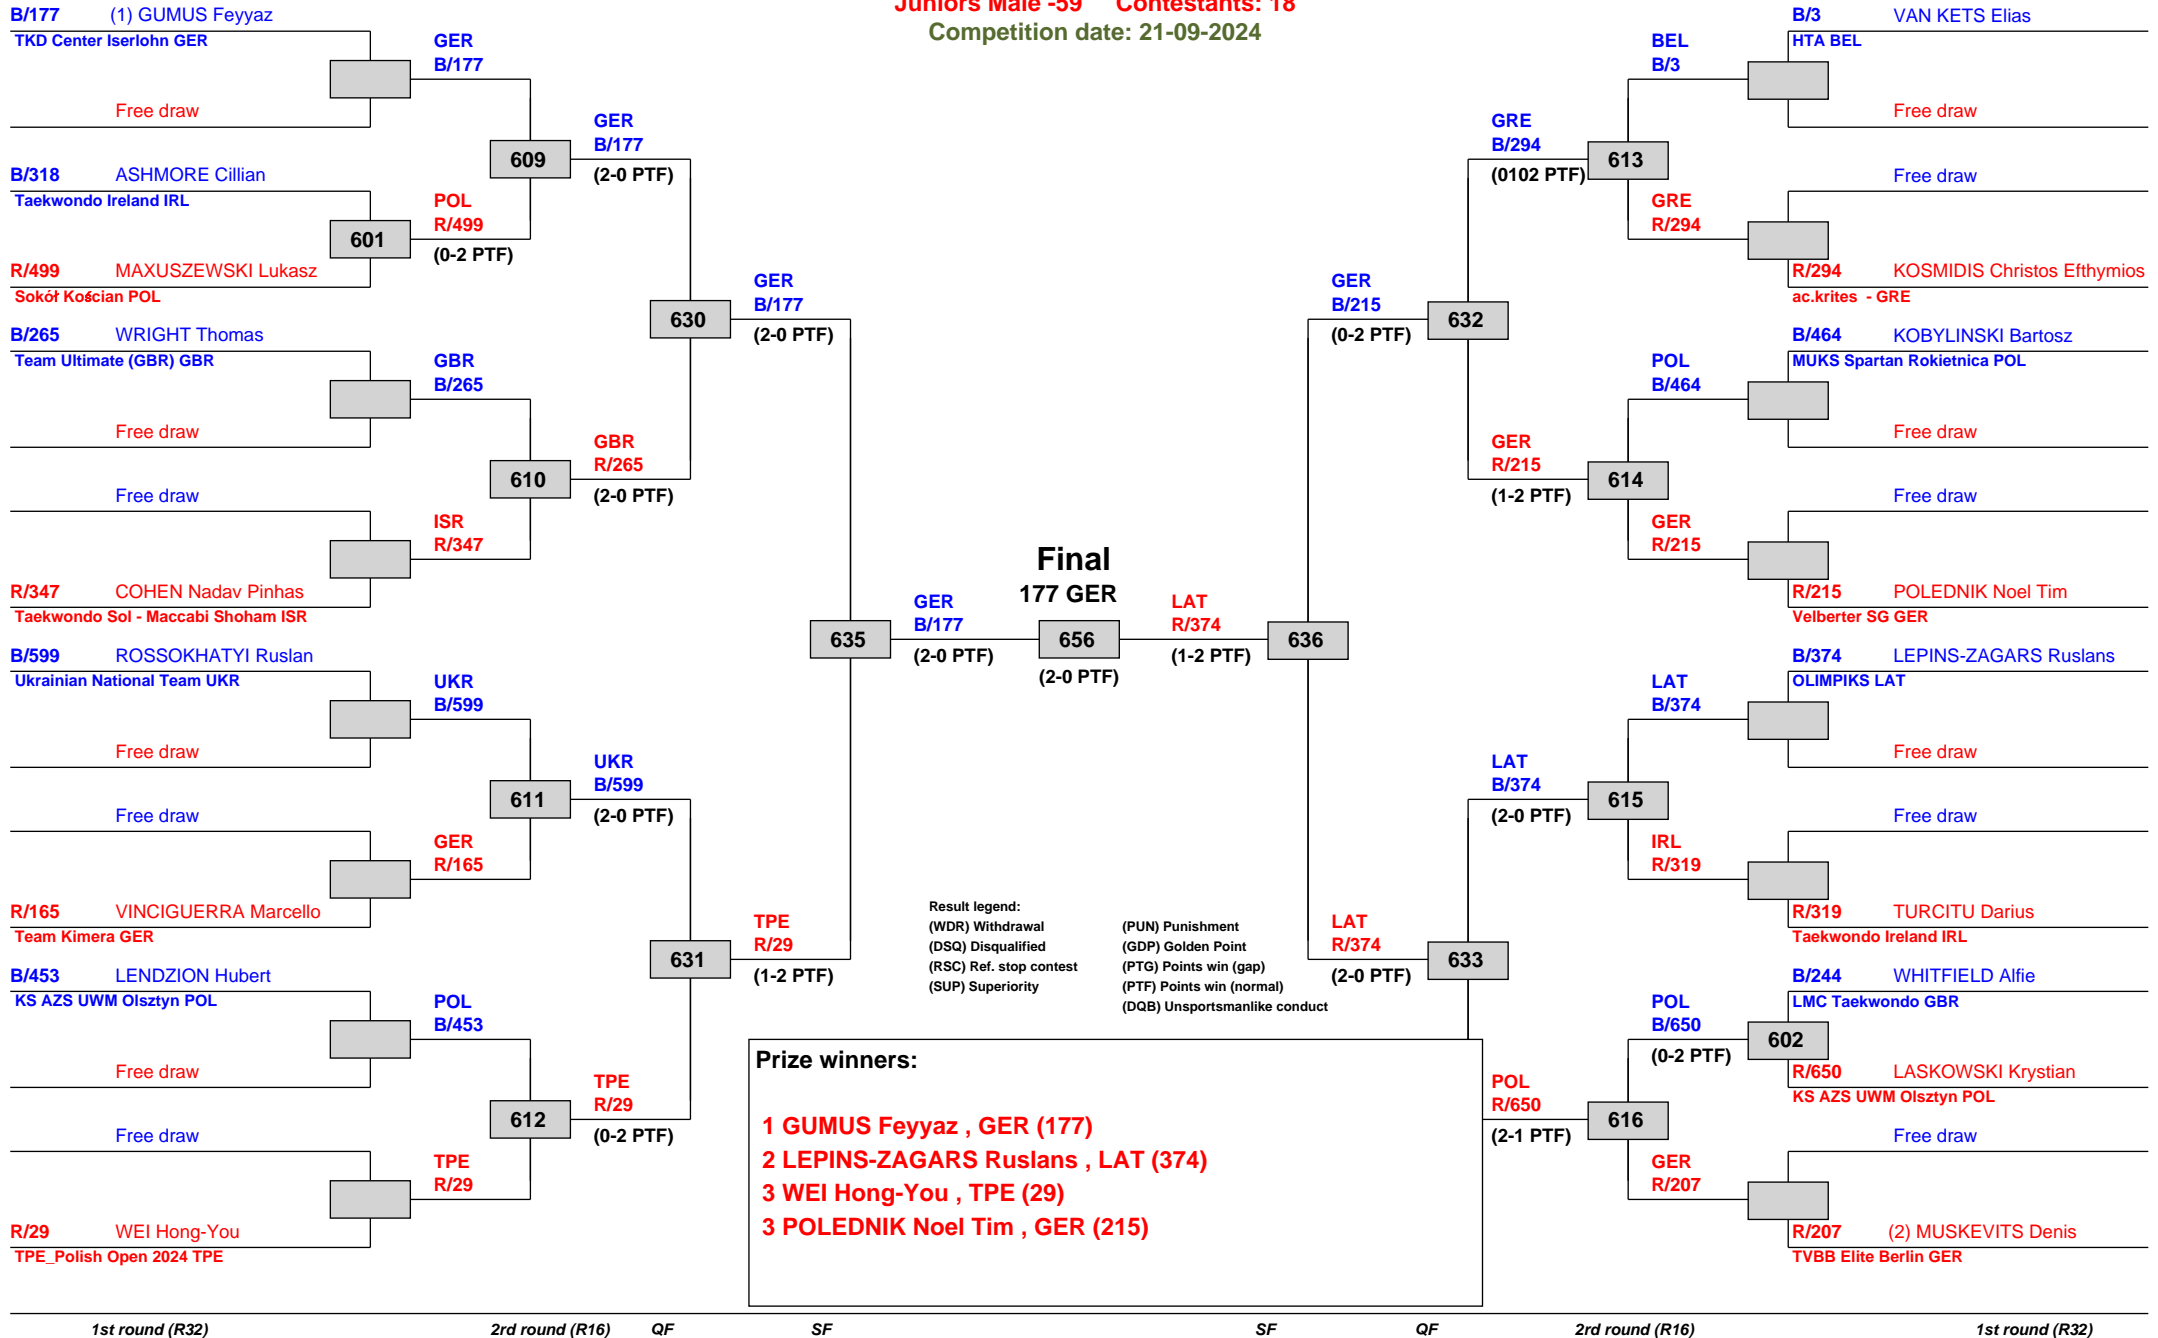 Juniors Male -59 Contestants: 18
Competition date: 21-09-2024
B/177 (1) GUMUS Feyyaz
TKD Center Iserlohn GER
Free draw
GER
B/177
B/318 ASHMORE Cillian
Taekwondo Ireland IRL
601
R/499 MAXUSZEWSKI Lukasz
Sokół Kościan POL
POL
R/499
(0-2 PTF)
609
GER
B/177
(2-0 PTF)
B/265 WRIGHT Thomas
Team Ultimate (GBR) GBR
Free draw
GBR
B/265
Free draw
R/347 COHEN Nadav Pinhas
Taekwondo Sol - Maccabi Shoham ISR
ISR
R/347
610
GBR
R/265
(2-0 PTF)
630
GER
B/177
(2-0 PTF)
B/599 ROSSOKHATYI Ruslan
Ukrainian National Team UKR
Free draw
UKR
B/599
Free draw
R/165 VINCIGUERRA Marcello
Team Kimera GER
GER
R/165
611
UKR
B/599
(2-0 PTF)
B/453 LENDZION Hubert
KS AZS UWM Olsztyn POL
Free draw
POL
B/453
Free draw
R/29 WEI Hong-You
TPE_Polish Open 2024 TPE
TPE
R/29
612
TPE
R/29
(0-2 PTF)
631
TPE
R/29
(1-2 PTF)
635
GER
B/177
(2-0 PTF)
Final
177 GER
656
(2-0 PTF)
LAT
R/374
(1-2 PTF)
636
B/3 VAN KETS Elias
HTA BEL
Free draw
BEL
B/3
Free draw
R/294 KOSMIDIS Christos Efthymios
ac.krites - GRE
GRE
R/294
613
GRE
B/294
(0102 PTF)
B/464 KOBYLINSKI Bartosz
MUKS Spartan Rokietnica POL
Free draw
POL
B/464
Free draw
R/215 POLEDNIK Noel Tim
Velberter SG GER
GER
R/215
614
GER
R/215
(1-2 PTF)
632
GER
B/215
(0-2 PTF)
B/374 LEPINS-ZAGARS Ruslans
OLIMPIKS LAT
Free draw
LAT
B/374
Free draw
R/319 TURCITU Darius
Taekwondo Ireland IRL
IRL
R/319
615
LAT
B/374
(2-0 PTF)
B/244 WHITFIELD Alfie
LMC Taekwondo GBR
602
R/650 LASKOWSKI Krystian
KS AZS UWM Olsztyn POL
POL
B/650
(0-2 PTF)
Free draw
R/207 (2) MUSKEVITS Denis
TVBB Elite Berlin GER
GER
R/207
616
POL
R/650
(2-1 PTF)
633
LAT
R/374
(2-0 PTF)
Result legend:
(WDR) Withdrawal (PUN) Punishment
(DSQ) Disqualified (GDP) Golden Point
(RSC) Ref. stop contest (PTG) Points win (gap)
(SUP) Superiority (PTF) Points win (normal)
(DQB) Unsportsmanlike conduct
Prize winners:
1 GUMUS Feyyaz , GER (177)
2 LEPINS-ZAGARS Ruslans , LAT (374)
3 WEI Hong-You , TPE (29)
3 POLEDNIK Noel Tim , GER (215)
1st round (R32) 2rd round (R16) QF SF SF QF 2rd round (R16) 1st round (R32)